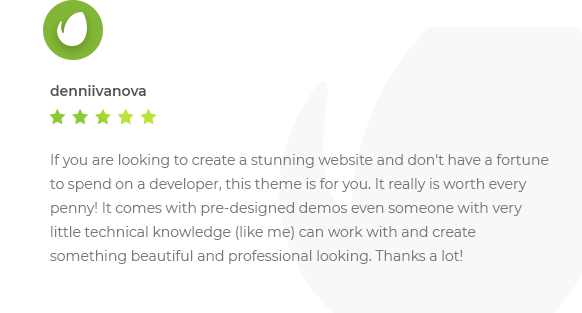 denniivanova
If you are looking to create a stunning website and don't have a fortune
to spend on a developer, this theme is for you. It really is worth every
penny! It comes with pre-designed demos even someone with very
little technical knowledge (like me) can work with and create
something beautiful and professional looking. Thanks a lot!